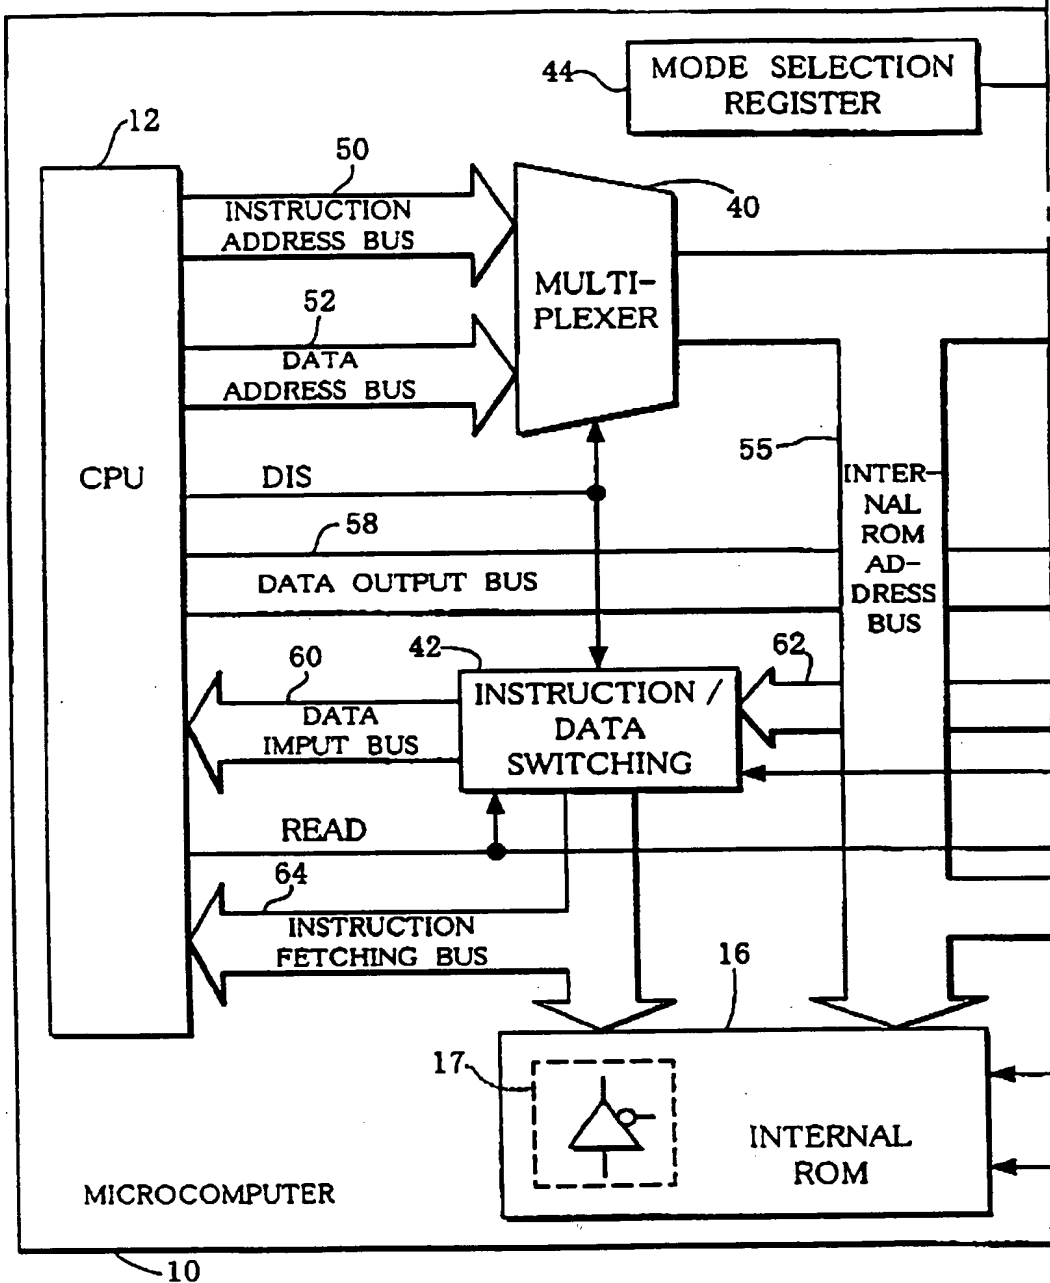 44
MODE SELECTION
REGISTER
12
50
INSTRUCTION
ADDRESS BUS
40
MULTI-
PLEXER
52
DATA
ADDRESS BUS
CPU
DIS
55
INTER-
NAL
ROM
AD-
DRESS
BUS
58
DATA OUTPUT BUS
60
DATA
IMPUT BUS
42
INSTRUCTION /
DATA
SWITCHING
62
READ
64
INSTRUCTION
FETCHING BUS
16
17
INTERNAL
ROM
MICROCOMPUTER
10